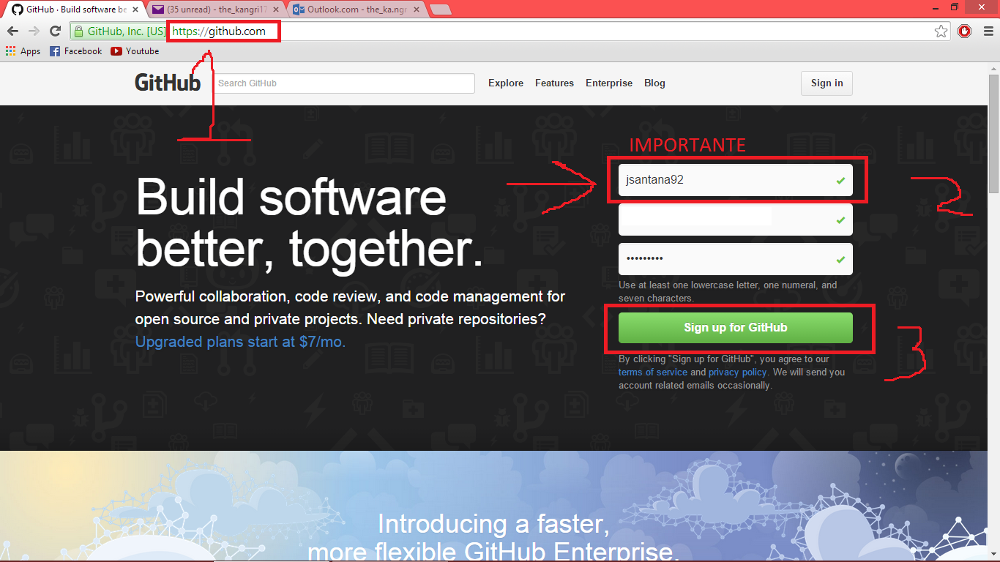 GitHub · Build software be
(35 unread) - the_kangri17
Outlook.com - the_ka.ngr
GitHub, Inc. [US]
https://github.com
Apps
Facebook
Youtube
1
GitHub
Search GitHub
Explore
Features
Enterprise
Blog
Sign in
IMPORTANTE
jsantana92
2
Build software
better, together.
•••••••••
Use at least one lowercase letter, one numeral, and
seven characters.
Powerful collaboration, code review, and code management for
open source and private projects. Need private repositories?
Upgraded plans start at $7/mo.
Sign up for GitHub
3
By clicking "Sign up for GitHub", you agree to our
terms of service and privacy policy. We will send you
account related emails occasionally.
Introducing a faster,
more flexible GitHub Enterprise.